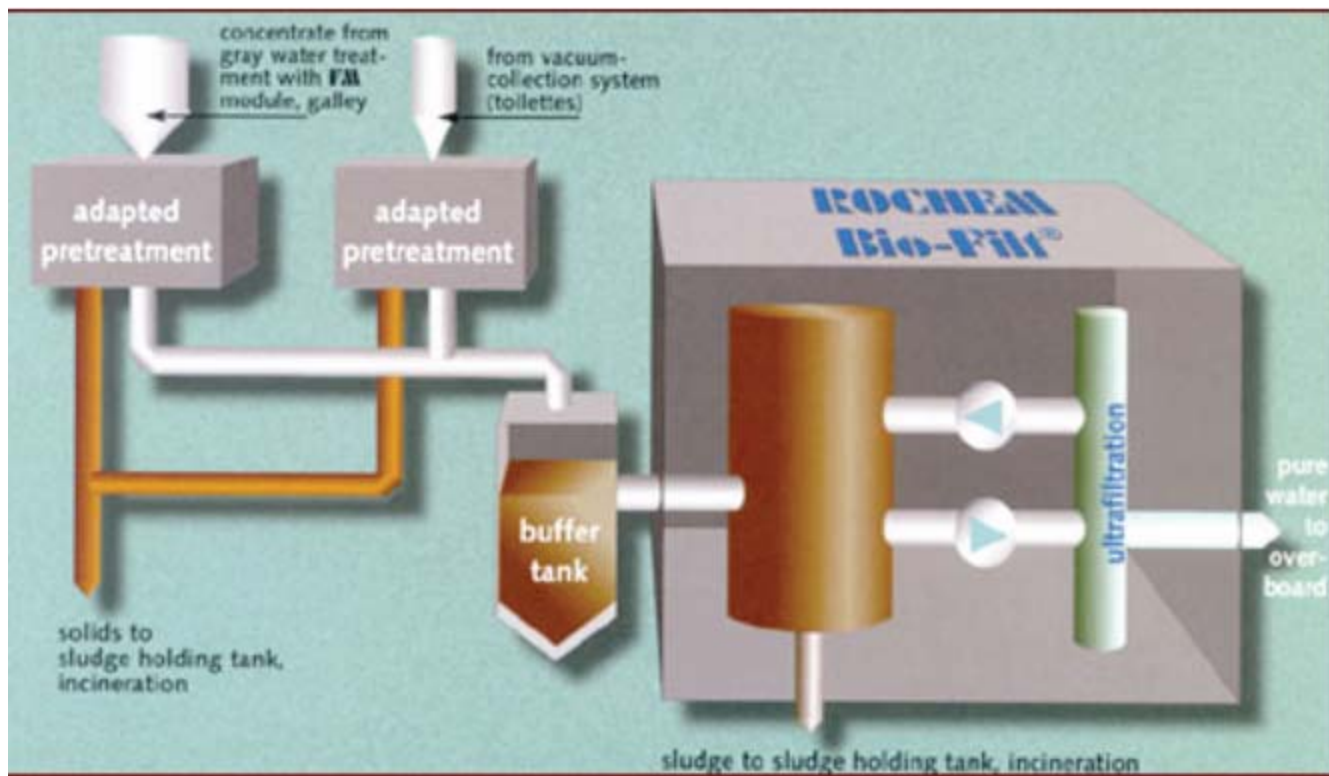 concentrate from
gray water treat-
ment with FM
module, galley
from vacuum-
collection system
(toilettes)
adapted
pretreatment
adapted
pretreatment
ROCHEM
Bio-Filt®
buffer
tank
ultrafiltration
pure
water
to
over-
board
solids to
sludge holding tank,
incineration
sludge to sludge holding tank, incineration